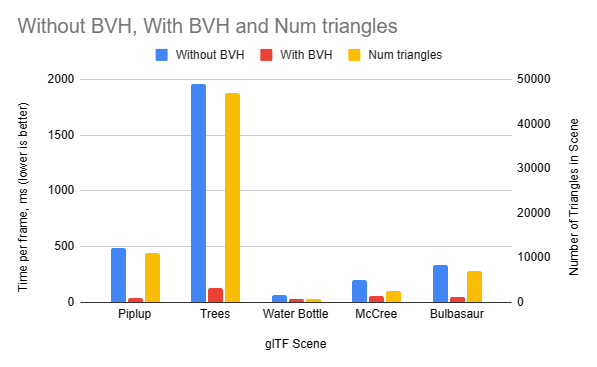 Without BVH, With BVH and Num triangles
Without BVH With BVH Num triangles
2000 50000
1500 40000
1000 30000
500 20000
0 10000
0
Time per frame, ms (lower is better)
Number of Triangles in Scene
Piplup Trees Water Bottle McCree Bulbasaur
glTF Scene